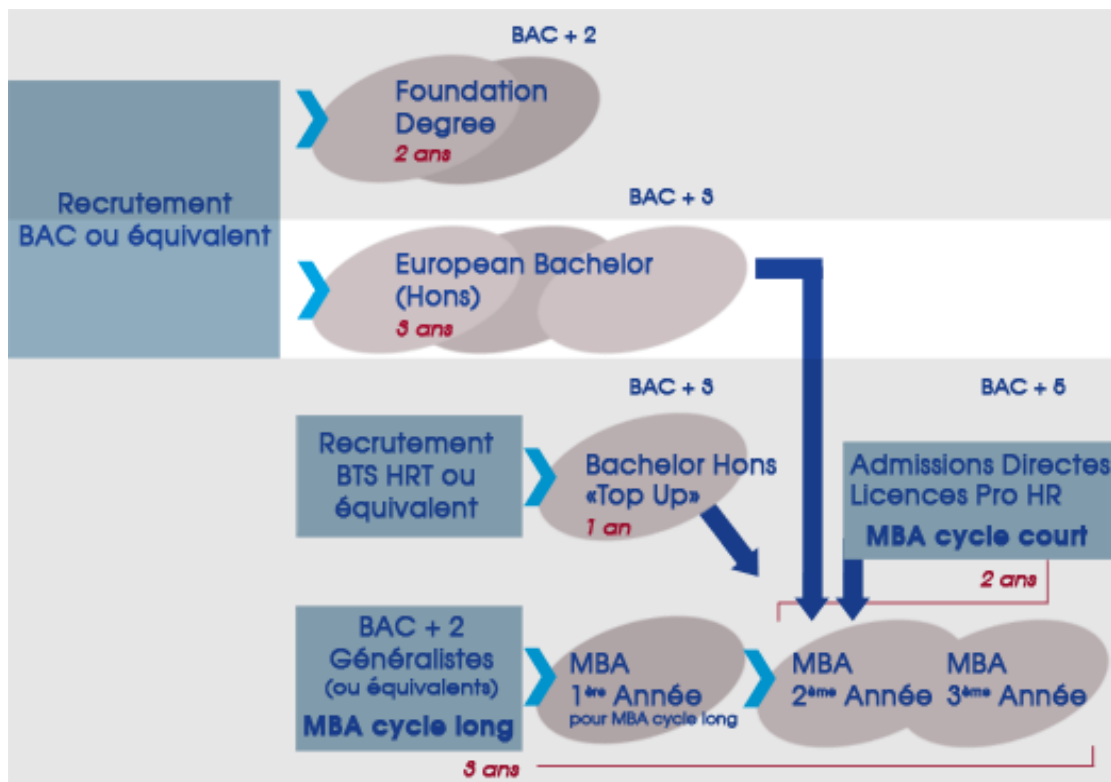 BAC + 2
Foundation
Degree
2 ans
Recrutement
BAC ou équivalent
BAC + 3
European Bachelor
(Hons)
3 ans
BAC + 3
BAC + 5
Recrutement
BTS HRT ou
équivalent
Bachelor Hons
«Top Up»
1 an
Admissions Directes
Licences Pro HR
MBA cycle court
2 ans
BAC + 2
Généralistes
(ou équivalents)
MBA cycle long
MBA
1ère Année
pour MBA cycle long
MBA
2ème Année
MBA
3ème Année
3 ans